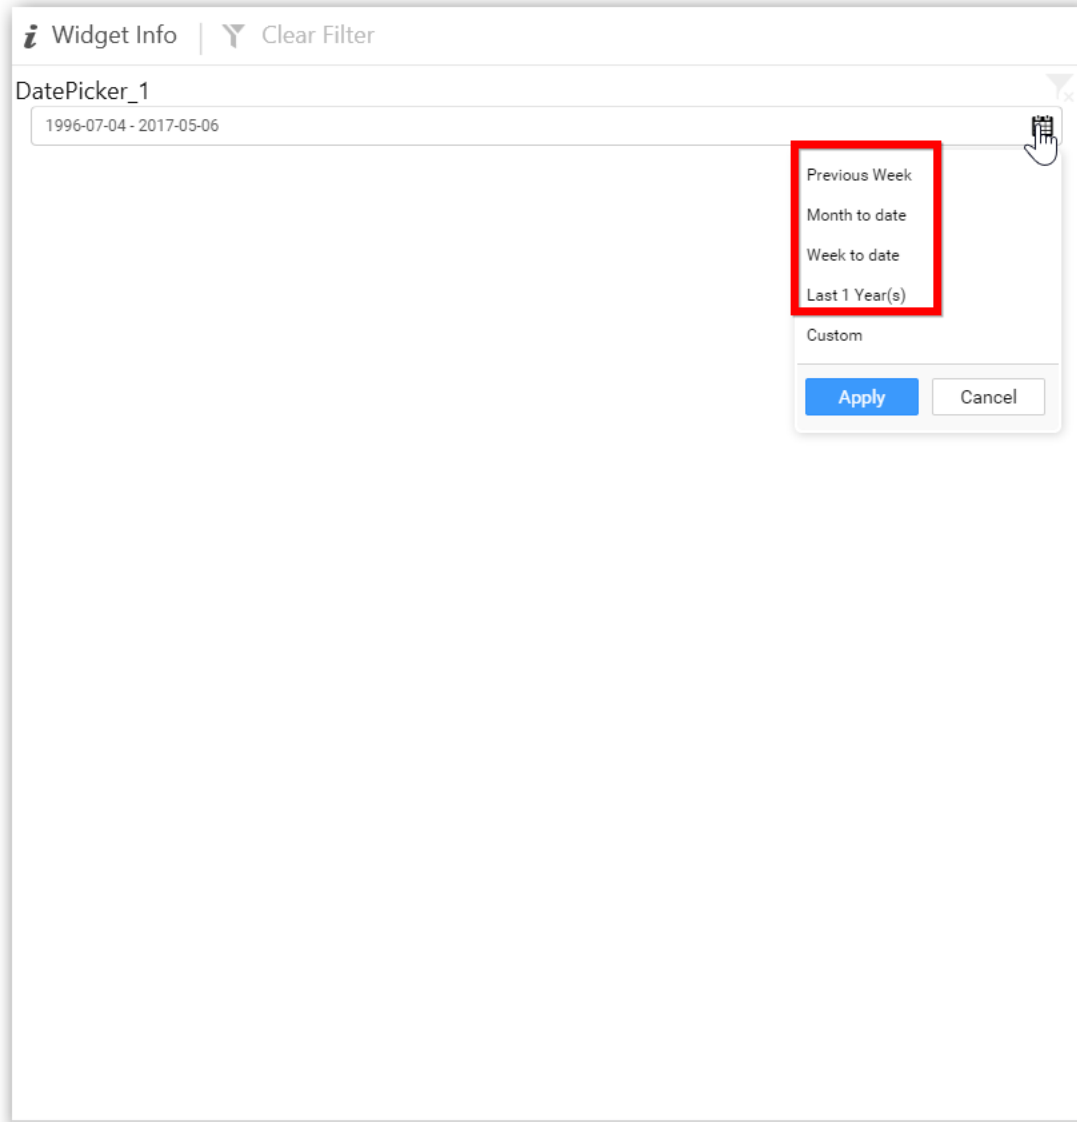 Widget Info | Clear Filter
DatePicker_1
1996-07-04 - 2017-05-06
Previous Week
Month to date
Week to date
Last 1 Year(s)
Custom
Apply Cancel